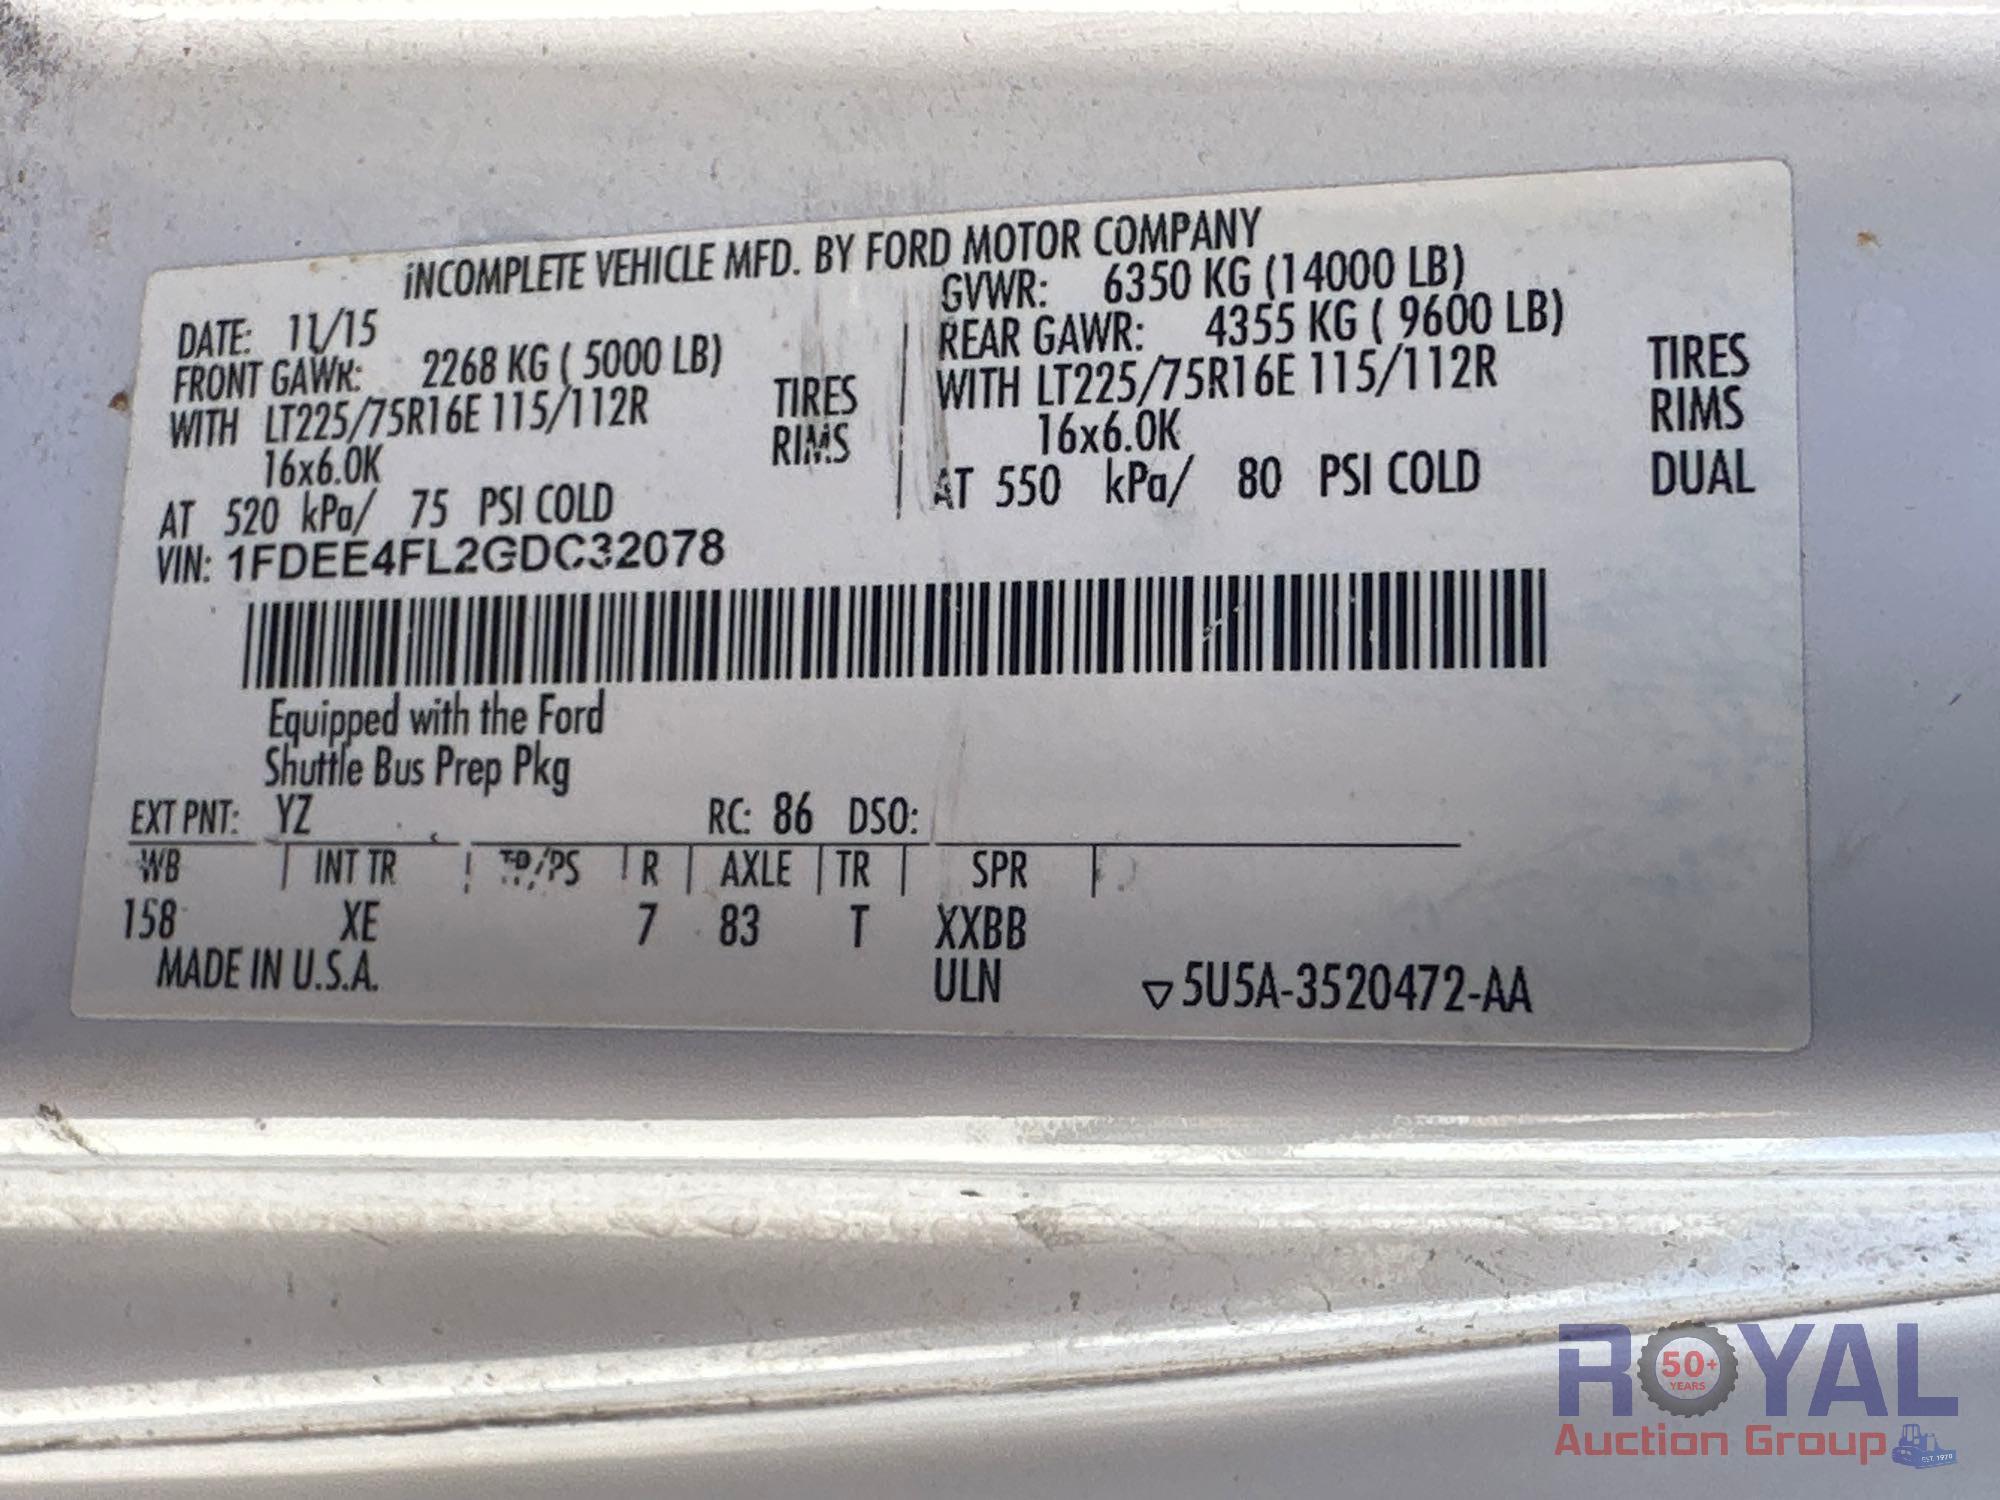 iNCOMPLETE VEHICLE MFD. BY FORD MOTOR COMPANY
DATE: 11/15 GVWR: 6350 KG (14000 LB)
FRONT GAWR: 2268 KG ( 5000 LB) REAR GAWR: 4355 KG ( 9600 LB)
WITH LT225/75R16E 115/112R TIRES WITH LT225/75R16E 115/112R TIRES
16x6.0K RIMS 16x6.0K RIMS
AT 520 kPa/ 75 PSI COLD AT 550 kPa/ 80 PSI COLD DUAL
VIN: 1FDEE4FL2GDC32078
Equipped with the Ford
Shuttle Bus Prep Pkg
EXT PNT: YZ RC: 86 DSO:
WB INT TR TP/PS R AXLE TR SPR
158 XE 7 83 T XXBB
MADE IN U.S.A. ULN ▽5U5A-3520472-AA
ROYAL
50+
YEARS
Auction Group
EST. 1970